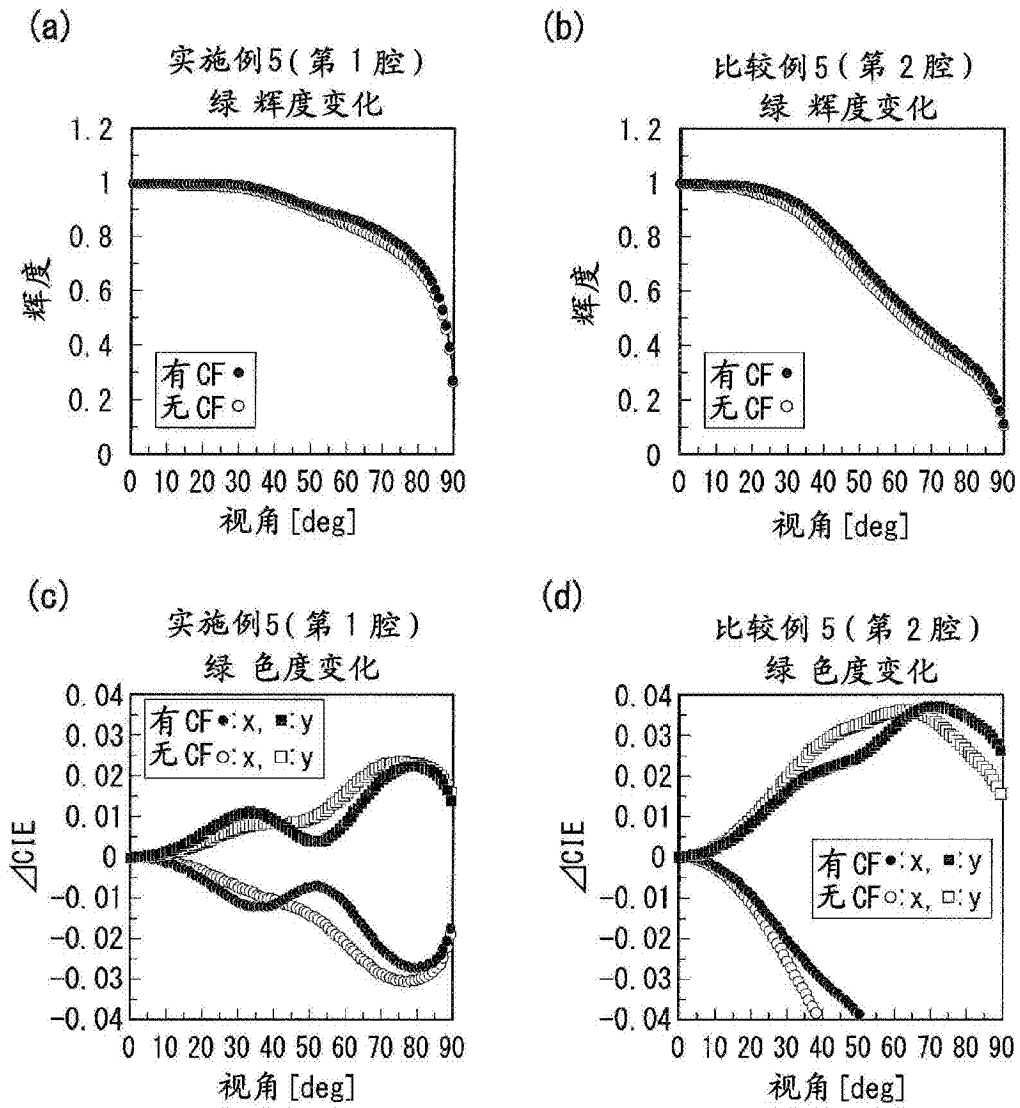 (a)
实施例5(第1腔)
绿 辉度变化
1.2
1
0.8
0.6
0.4
0.2
0
辉度
有CF●
无CF○
0 10 20 30 40 50 60 70 80 90
视角[deg]
(b)
比较例5(第2腔)
绿 辉度变化
1.2
1
0.8
0.6
0.4
0.2
0
辉度
有CF●
无CF○
0 10 20 30 40 50 60 70 80 90
视角[deg]
(c)
实施例5(第1腔)
绿 色度变化
0.04
0.03
0.02
0.01
0
-0.01
-0.02
-0.03
-0.04
⊿CIE
有CF●:x, ■:y
无CF○:x, □:y
0 10 20 30 40 50 60 70 80 90
视角[deg]
(d)
比较例5(第2腔)
绿 色度变化
0.04
0.03
0.02
0.01
0
-0.01
-0.02
-0.03
-0.04
⊿CIE
有CF●:x, ■:y
无CF○:x, □:y
0 10 20 30 40 50 60 70 80 90
视角[deg]